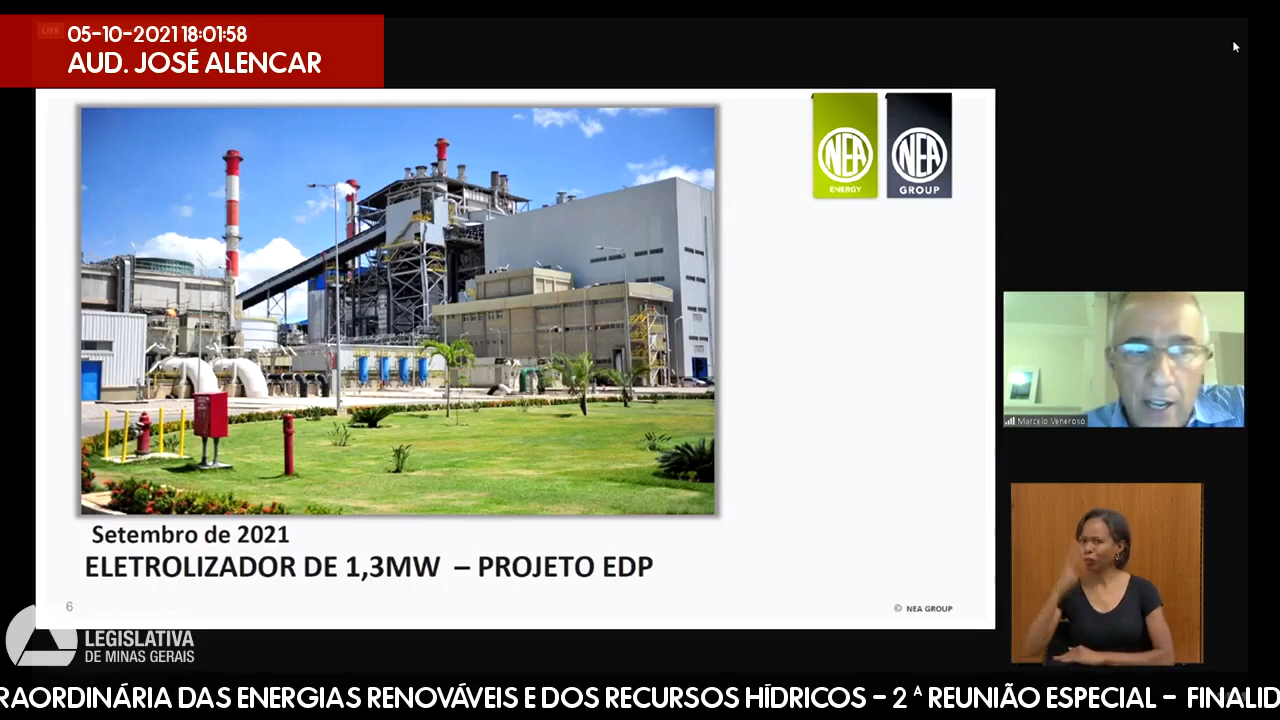 LIVE
05-10-2021 18:01:58
AUD. JOSÉ ALENCAR
NEA
ENERGY
NEA
GROUP
Marcelo Veneroso
Setembro de 2021
ELETROLIZADOR DE 1,3MW – PROJETO EDP
6
© NEA GROUP
LEGISLATIVA
DE MINAS GERAIS
RAORDINÁRIA DAS ENERGIAS RENOVÁVEIS E DOS RECURSOS HÍDRICOS – 2 ª REUNIÃO ESPECIAL – FINALID